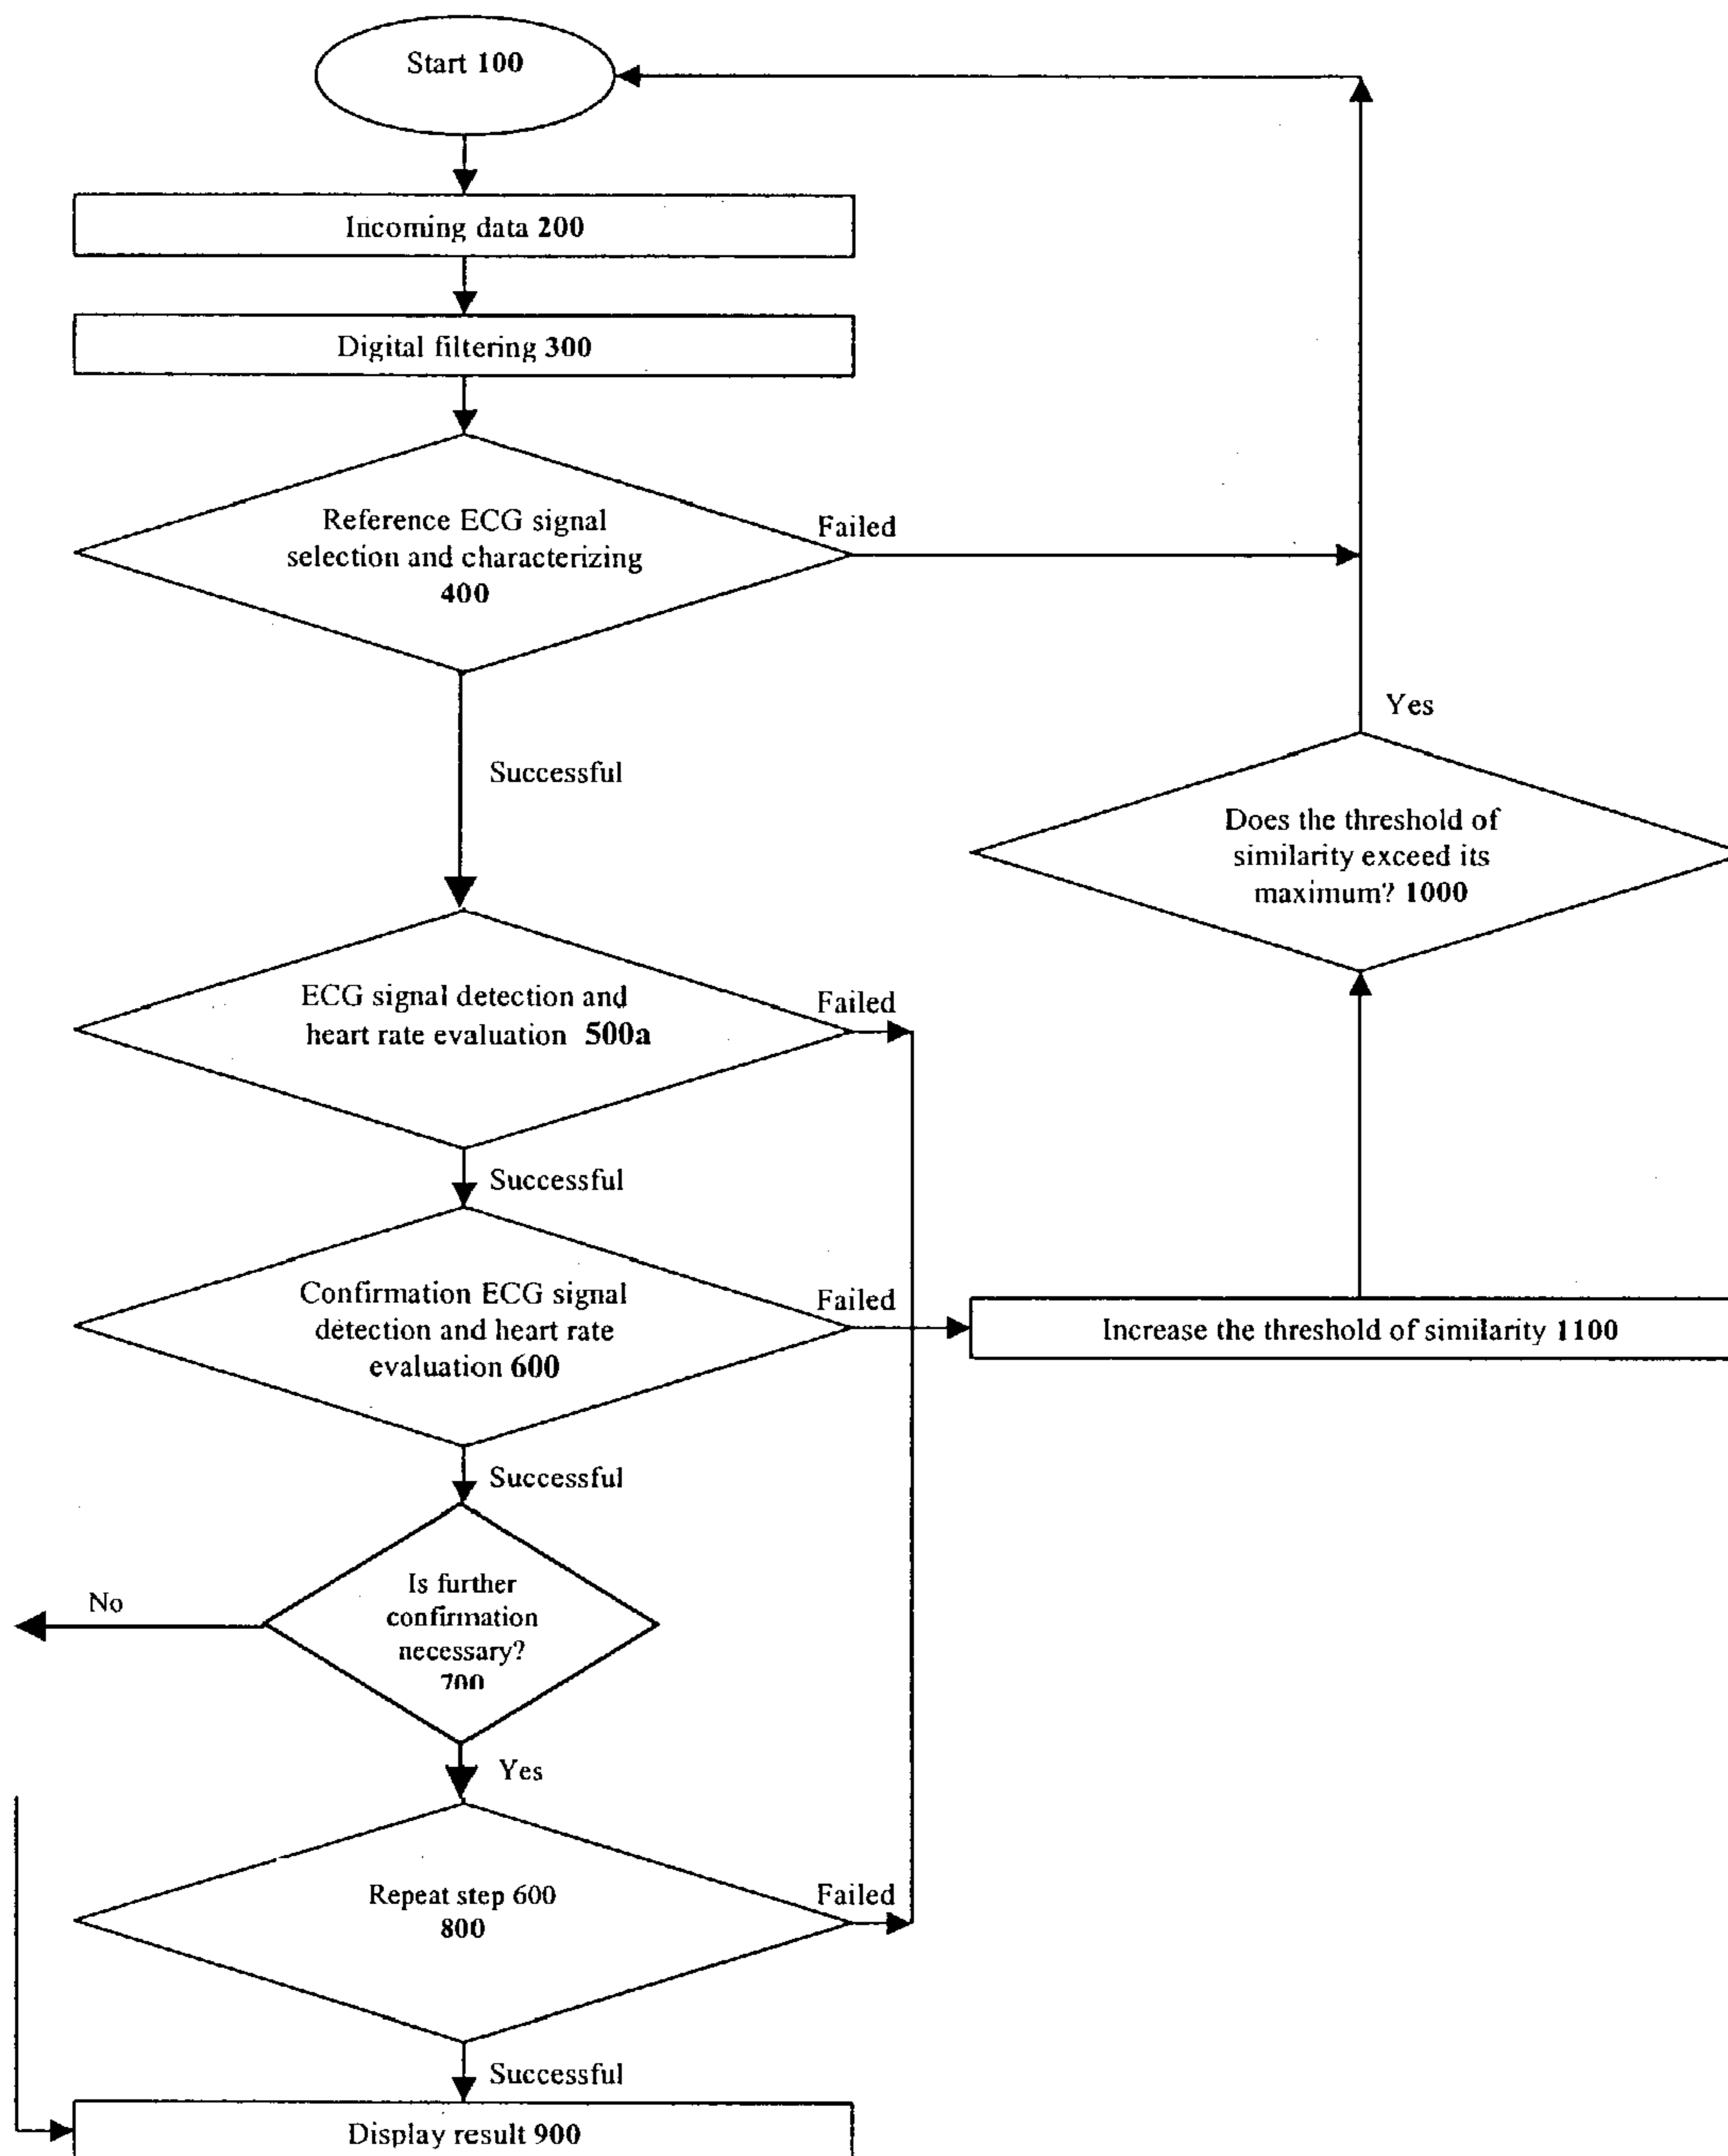 Start 100
Incoming data 200
Digital filtering 300
Reference ECG signal
selection and characterizing
400
Failed
Successful
Yes
Does the threshold of
similarity exceed its
maximum? 1000
ECG signal detection and
heart rate evaluation 500a
Failed
Successful
Confirmation ECG signal
detection and heart rate
evaluation 600
Failed
Increase the threshold of similarity 1100
Successful
Is further
confirmation
necessary?
700
No
Yes
Repeat step 600
800
Failed
Successful
Display result 900